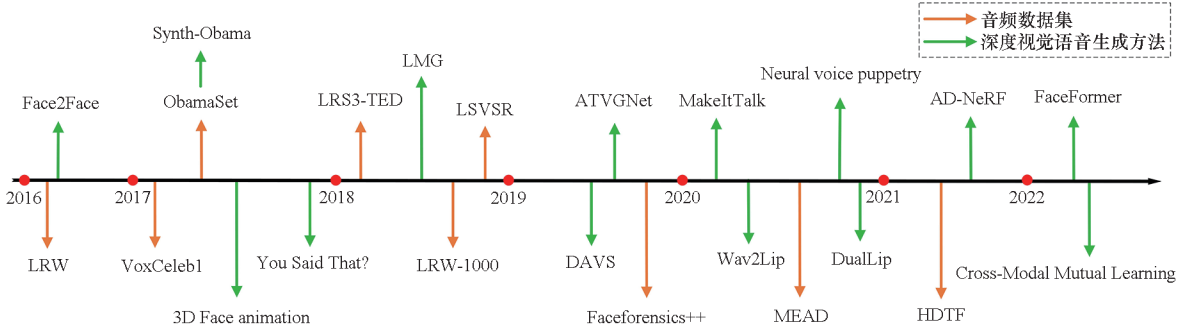 音频数据集
深度视觉语音生成方法
Synth-Obama
LMG
Neural voice puppetry
Face2Face
ObamaSet
LRS3-TED
LSVSR
ATVGNet
MakeItTalk
AD-NeRF
FaceFormer
2016
2017
2018
2019
2020
2021
2022
LRW
VoxCeleb1
You Said That?
LRW-1000
DAVS
Wav2Lip
DualLip
Cross-Modal Mutual Learning
3D Face animation
Faceforensics++
MEAD
HDTF